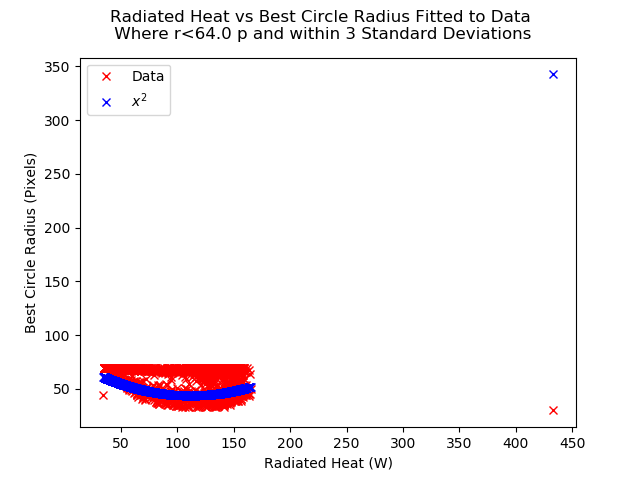 Radiated Heat vs Best Circle Radius Fitted to Data
Where r<64.0 p and within 3 Standard Deviations
Data
x²
350
300
250
200
150
100
50
Best Circle Radius (Pixels)
50 100 150 200 250 300 350 400 450
Radiated Heat (W)